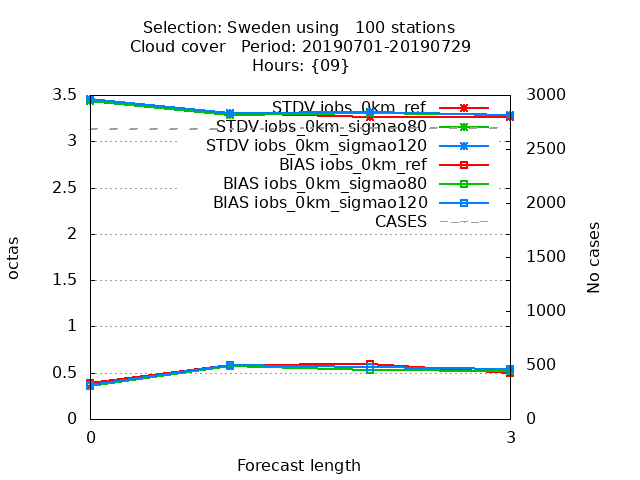 Selection: Sweden using   100 stations
Cloud cover   Period: 20190701-20190729
Hours: {09}
3.5
3
2.5
2
1.5
1
0.5
0
octas
STDV iobs_0km_ref
STDV iobs_0km_sigmao80
STDV iobs_0km_sigmao120
BIAS iobs_0km_ref
BIAS iobs_0km_sigmao80
BIAS iobs_0km_sigmao120
CASES
3000
2500
2000
1500
1000
500
0
No cases
0
3
Forecast length